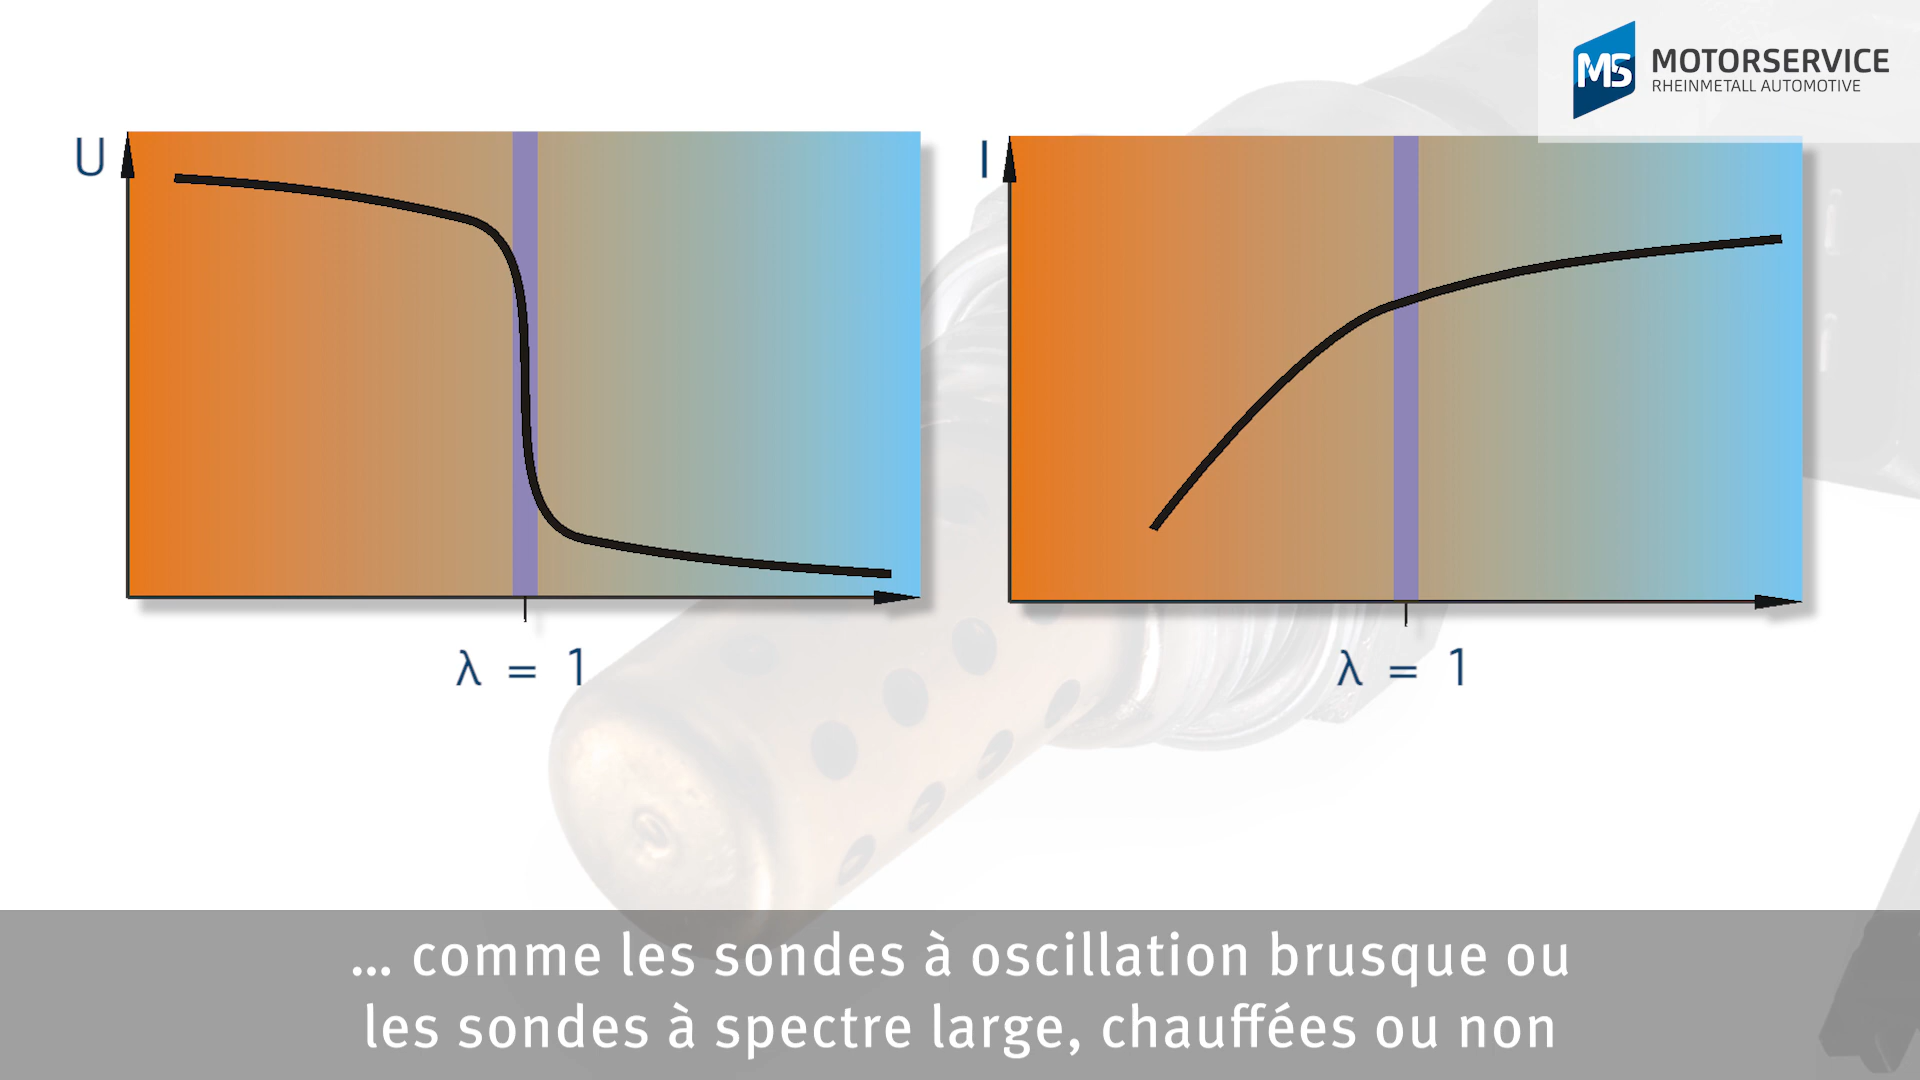 MS MOTORSERVICE
RHEINMETALL AUTOMOTIVE
U
I
λ = 1
λ = 1
... comme les sondes à oscillation brusque ou
les sondes à spectre large, chauffées ou non